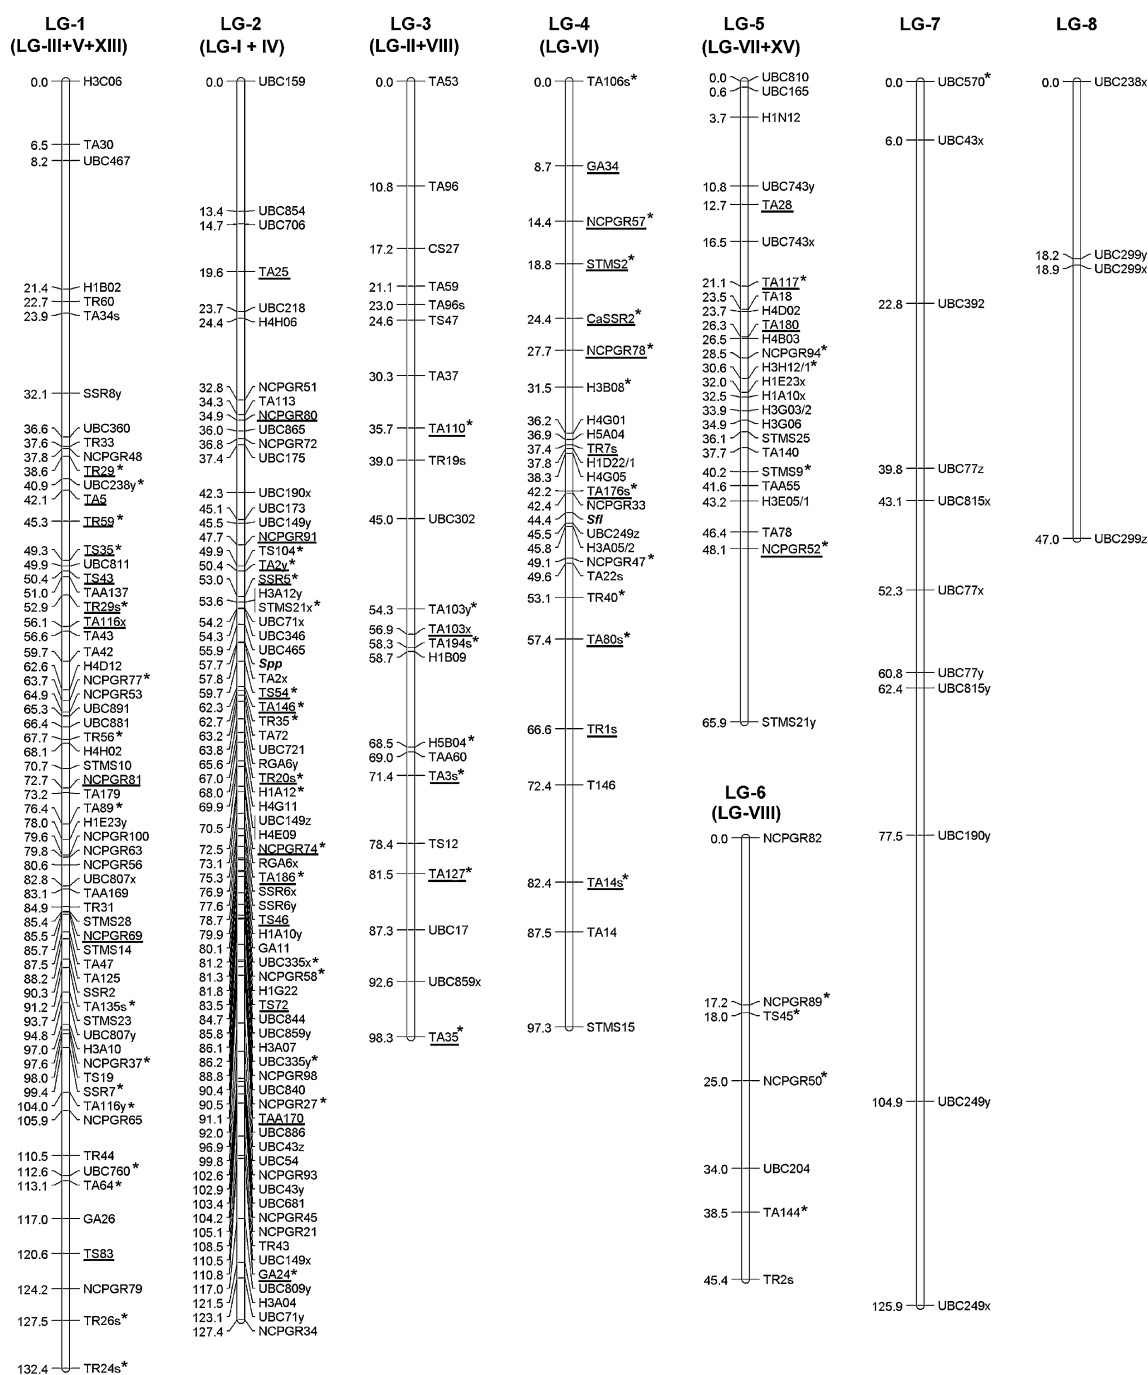 LG-1
(LG-III+V+XIII)
0.0 H3C06
6.5 TA30
8.2 UBC467
21.4 H1B02
22.7 TR60
23.9 TA34s
32.1 SSR8y
36.6 UBC360
37.6 TR33
37.8 NCPGR48
38.6 TR29*
40.9 UBC238y*
42.1 TA5
45.3 TR59*
49.3 TS35*
49.9 UBC811
50.4 TS43
51.0 TAA137
52.9 TR29s*
56.1 TA116x
56.6 TA43
59.7 TA42
62.6 H4D12
63.7 NCPGR77*
64.9 NCPGR53
65.3 UBC891
66.4 UBC881
67.7 TR56*
68.1 H4H02
70.7 STMS10
72.7 NCPGR81
73.2 TA179
76.4 TA89*
78.0 H1E23y
79.6 NCPGR100
79.8 NCPGR63
80.6 NCPGR56
82.8 UBC807x
83.1 TAA169
84.9 TR31
85.4 STMS28
85.5 NCPGR69
85.7 STMS14
87.5 TA47
88.2 TA125
90.3 SSR2
91.2 TA135s*
93.7 STMS23
94.8 UBC807y
97.0 H3A10
97.6 NCPGR37*
98.0 TS19
99.4 SSR7*
104.0 TA116y*
105.9 NCPGR65
110.5 TR44
112.6 UBC760*
113.1 TA64*
117.0 GA26
120.6 TS83
124.2 NCPGR79
127.5 TR26s*
132.4 TR24s*
LG-2
(LG-I + IV)
0.0 UBC159
13.4 UBC854
14.7 UBC706
19.6 TA25
23.7 UBC218
24.4 H4H06
32.8 NCPGR51
34.3 TA113
34.9 NCPGR80
36.0 UBC865
36.8 NCPGR72
37.4 UBC175
42.3 UBC190x
45.1 UBC173
45.5 UBC149y
47.7 NCPGR91
49.9 TS104*
50.4 TA2y*
53.0 SSR5*
53.6 H3A12y
STMS21x*
54.2 UBC71x
54.3 UBC346
55.9 UBC465
57.7 Spp
57.8 TA2x
59.7 TS54*
62.3 TA146*
62.7 TR35*
63.2 TA72
63.8 UBC721
65.6 RGA6y
67.0 TR20s*
68.0 H1A12*
69.9 H4G11
70.5 UBC149z
H4E09
72.5 NCPGR74*
73.1 RGA6x
75.3 TA186*
76.9 SSR6x
77.6 SSR6y
78.7 TS46
79.9 H1A10y
80.1 GA11
81.2 UBC335x*
81.3 NCPGR58*
81.8 H1G22
83.5 TS72
84.7 UBC844
85.8 UBC859y
86.1 H3A07
86.2 UBC335y*
88.8 NCPGR98
90.4 UBC840
90.5 NCPGR27*
91.1 TAA170
92.0 UBC886
96.9 UBC43z
99.8 UBC54
102.6 NCPGR93
102.9 UBC43y
103.4 UBC681
104.2 NCPGR45
105.1 NCPGR21
108.5 TR43
110.5 UBC149x
110.8 GA24*
117.0 UBC809y
121.5 H3A04
123.1 UBC71y
127.4 NCPGR34
LG-3
(LG-II+VIII)
0.0 TA53
10.8 TA96
17.2 CS27
21.1 TA59
23.0 TA96s
24.6 TS47
30.3 TA37
35.7 TA110*
39.0 TR19s
45.0 UBC302
54.3 TA103y*
56.9 TA103x
58.3 TA194s*
58.7 H1B09
68.5 H5B04*
69.0 TAA60
71.4 TA3s*
78.4 TS12
81.5 TA127*
87.3 UBC17
92.6 UBC859x
98.3 TA35*
LG-4
(LG-VI)
0.0 TA106s*
8.7 GA34
14.4 NCPGR57*
18.8 STMS2*
24.4 CaSSR2*
27.7 NCPGR78*
31.5 H3B08*
36.2 H4G01
36.9 H5A04
37.4 TR7s
37.8 H1D22/1
38.3 H4G05
42.2 TA176s*
42.4 NCPGR33
44.4 Sfl
45.5 UBC249z
45.8 H3A05/2
49.1 NCPGR47*
49.6 TA22s
53.1 TR40*
57.4 TA80s*
66.6 TR1s
72.4 T146
82.4 TA14s*
87.5 TA14
97.3 STMS15
LG-5
(LG-VII+XV)
0.0 UBC810
0.6 UBC165
3.7 H1N12
10.8 UBC743y
12.7 TA28
16.5 UBC743x
21.1 TA117*
23.5 TA18
23.7 H4D02
26.3 TA180
26.5 H4B03
28.5 NCPGR94*
30.6 H3H12/1*
32.0 H1E23x
32.5 H1A10x
33.9 H3G03/2
34.9 H3G06
36.1 STMS25
37.7 TA140
40.2 STMS9*
41.6 TAA55
43.2 H3E05/1
46.4 TA78
48.1 NCPGR52*
65.9 STMS21y
LG-6
(LG-VIII)
0.0 NCPGR82
17.2 NCPGR89*
18.0 TS45*
25.0 NCPGR50*
34.0 UBC204
38.5 TA144*
45.4 TR2s
LG-7
0.0 UBC570*
6.0 UBC43x
22.8 UBC392
39.8 UBC77z
43.1 UBC815x
52.3 UBC77x
60.8 UBC77y
62.4 UBC815y
77.5 UBC190y
104.9 UBC249y
125.9 UBC249x
LG-8
0.0 UBC238x
18.2 UBC299y
18.9 UBC299x
47.0 UBC299z